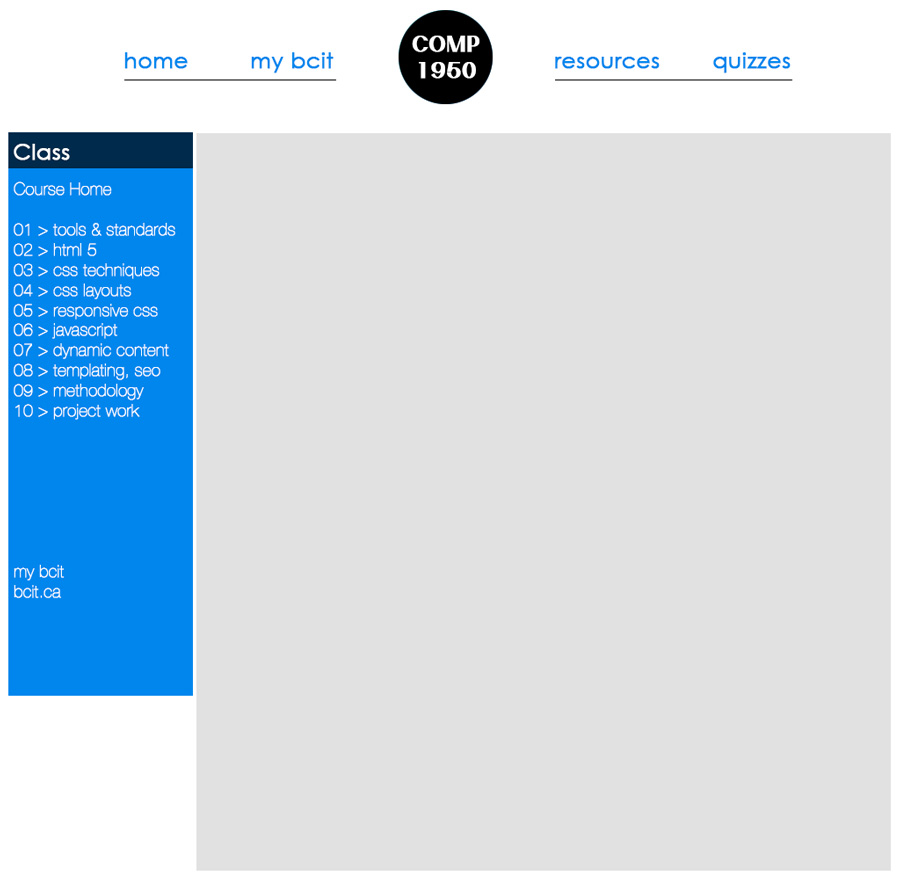 home my bcit COMP 1950 resources quizzes
Class
Course Home
01 > tools & standards
02 > html 5
03 > css techniques
04 > css layouts
05 > responsive css
06 > javascript
07 > dynamic content
08 > templating, seo
09 > methodology
10 > project work
my bcit
bcit.ca